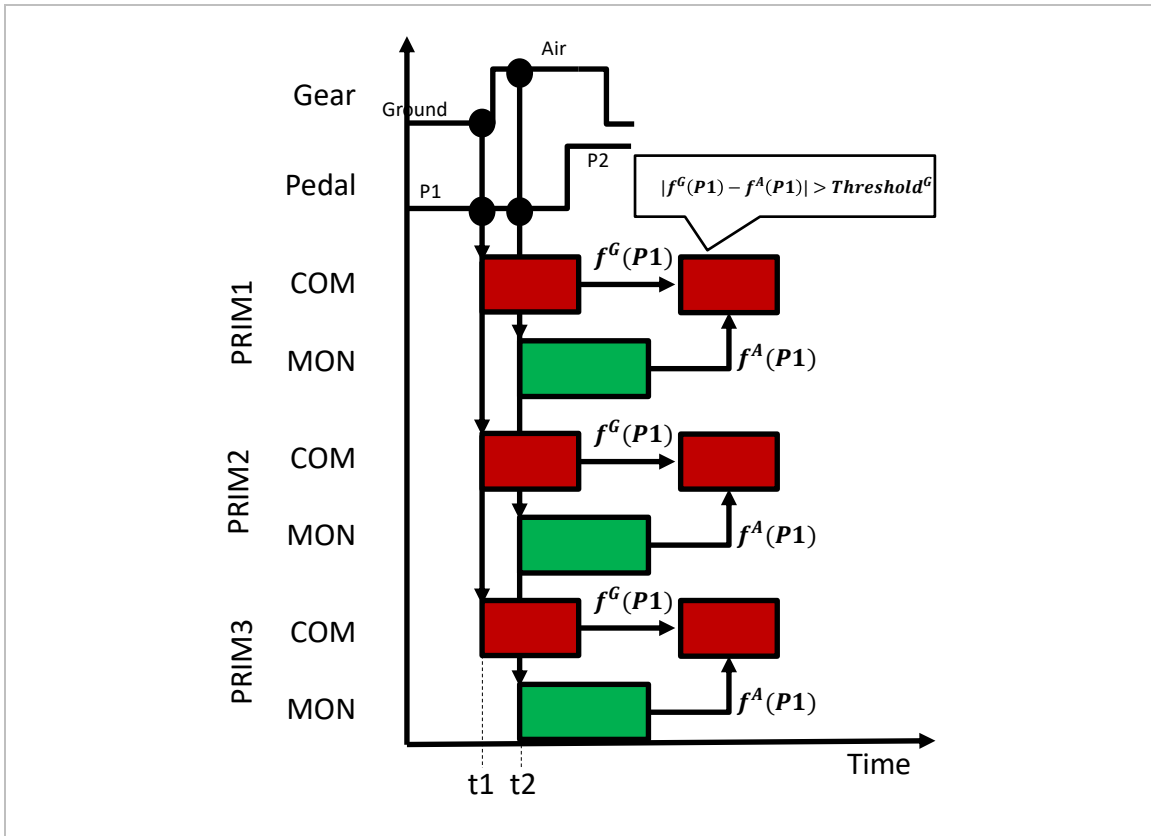 Air
Gear
Ground
P2
Pedal
P1
|f^G(P1) − f^A(P1)| > Threshold^G
PRIM1
COM
f^G(P1)
MON
f^A(P1)
PRIM2
COM
f^G(P1)
MON
f^A(P1)
PRIM3
COM
f^G(P1)
MON
f^A(P1)
Time
t1 t2